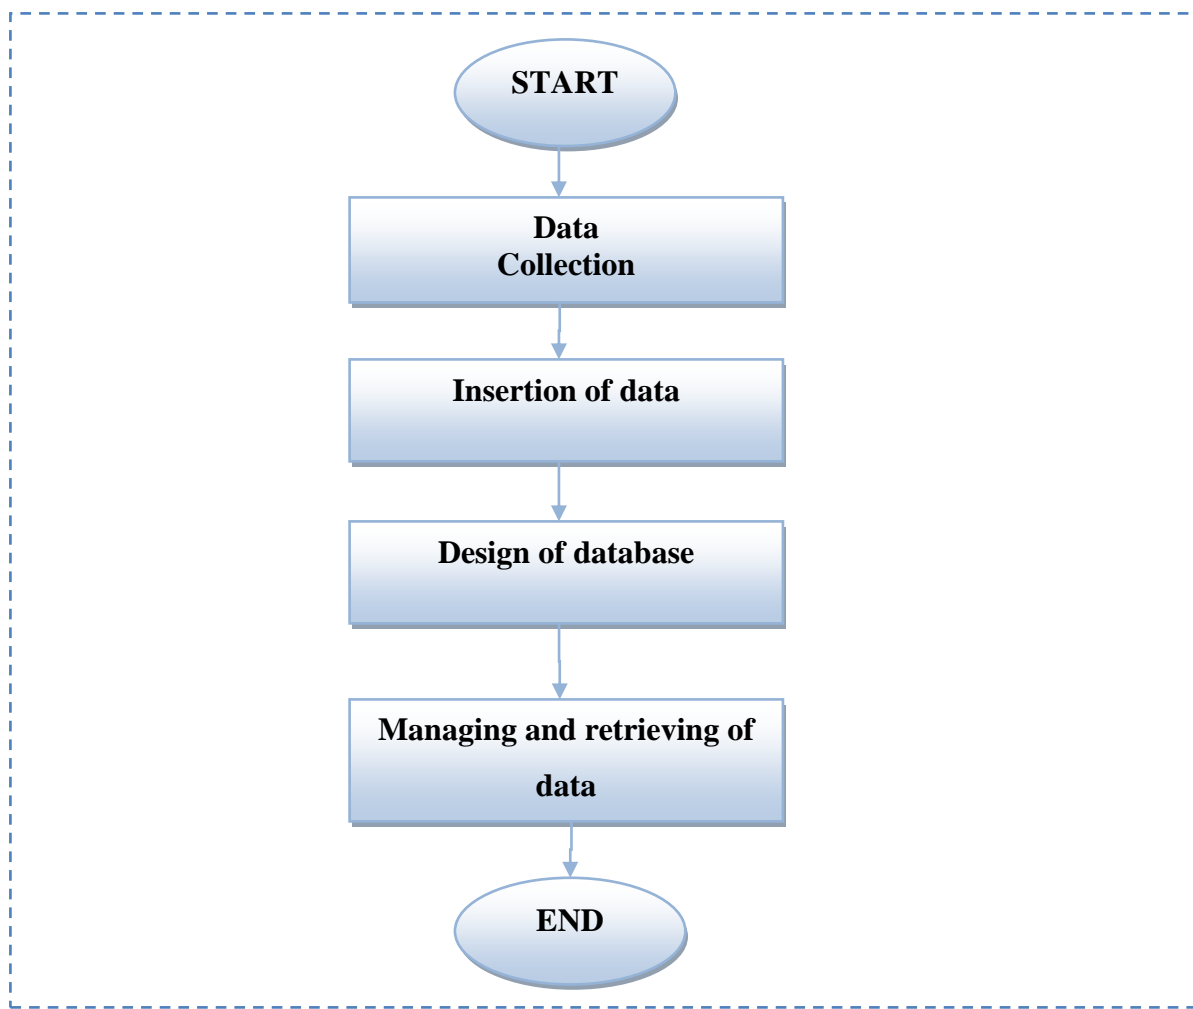 START
Data
Collection
Insertion of data
Design of database
Managing and retrieving of
data
END